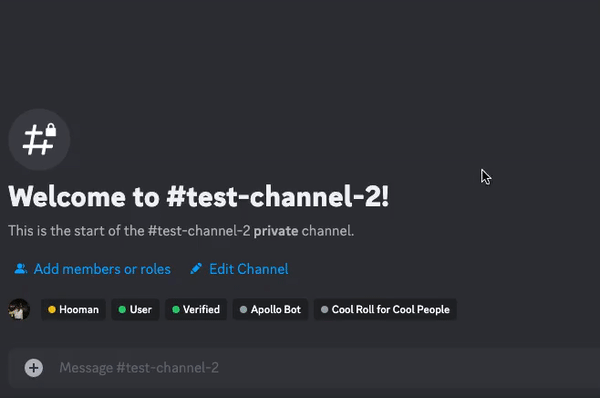 Welcome to #test-channel-2!
This is the start of the #test-channel-2 private channel.
Add members or roles Edit Channel
Hooman User Verified Apollo Bot Cool Roll for Cool People
Message #test-channel-2